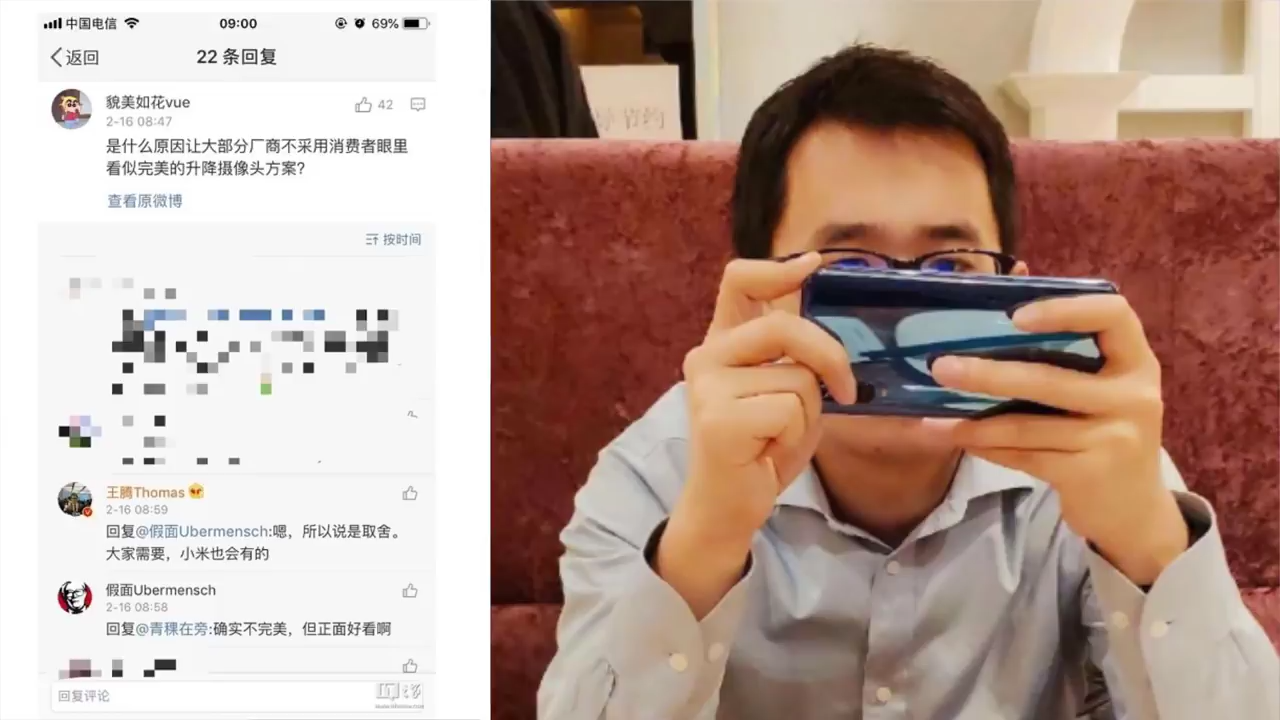 中国电信
09:00
69%
返回
22 条回复
貌美如花vue
42
2-16 08:47
是什么原因让大部分厂商不采用消费者眼里
看似完美的升降摄像头方案?
查看原微博
按时间
王腾Thomas
2-16 08:59
回复@假面Ubermensch:嗯，所以说是取舍。
大家需要，小米也会有的
假面Ubermensch
2-16 08:58
回复@青稞在旁:确实不完美，但正面好看啊
回复评论
节约